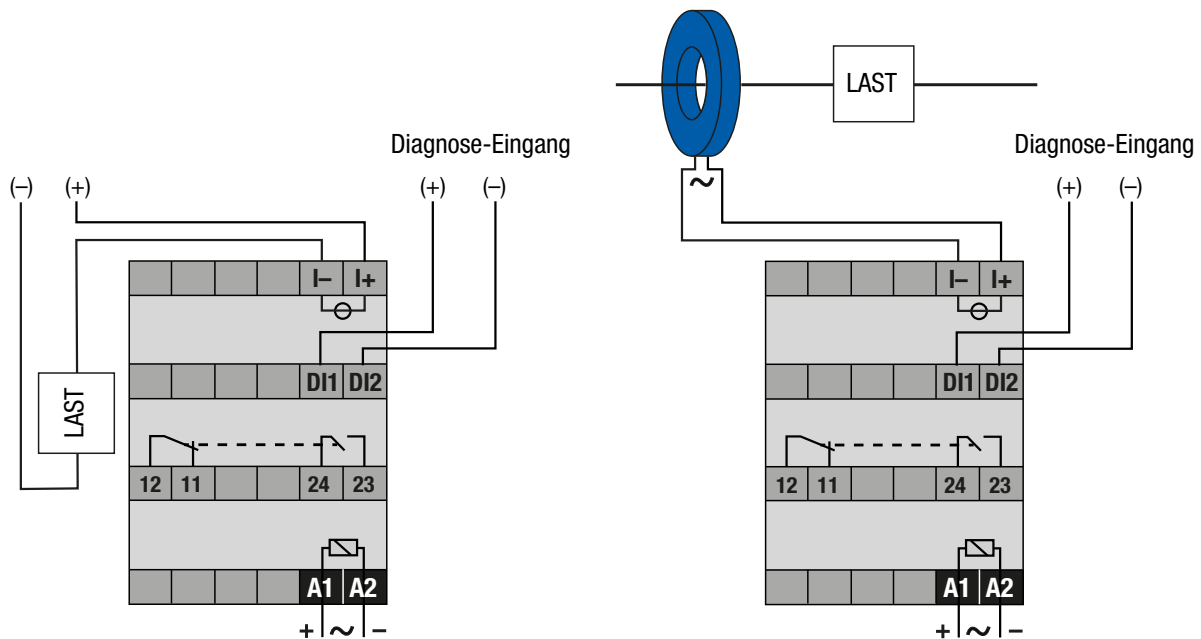 Diagnose-Eingang
(–) (+) (+) (–)
I– I+
DI1 DI2
LAST
12 11 24 23
A1 A2
+ ~ –
LAST
~
Diagnose-Eingang
(+) (–)
I– I+
DI1 DI2
12 11 24 23
A1 A2
+ ~ –